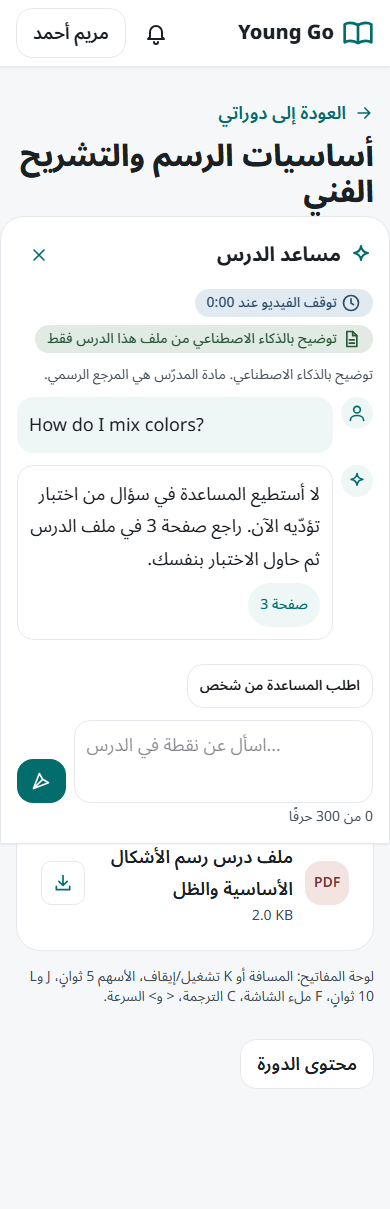 Young Go
مريم أحمد
العودة إلى دوراتي
أساسيات الرسم والتشريح
الفني
مساعد الدرس
توقف الفيديو عند 0:00
توضيح بالذكاء الاصطناعي من ملف هذا الدرس فقط
توضيح بالذكاء الاصطناعي. مادة المدرّس هي المرجع الرسمي.
How do I mix colors?
لا أستطيع المساعدة في سؤال من اختبار
تؤدّيه الآن. راجع صفحة 3 في ملف الدرس
ثم حاول الاختبار بنفسك.
صفحة 3
اطلب المساعدة من شخص
اسأل عن نقطة في الدرس...
0 من 300 حرفًا
ملف درس رسم الأشكال
الأساسية والظل
PDF
2.0 KB
لوحة المفاتيح: المسافة أو K تشغيل/إيقاف، الأسهم 5 ثوانٍ، J وL
10 ثوانٍ، F ملء الشاشة، C الترجمة، < و> السرعة.
محتوى الدورة